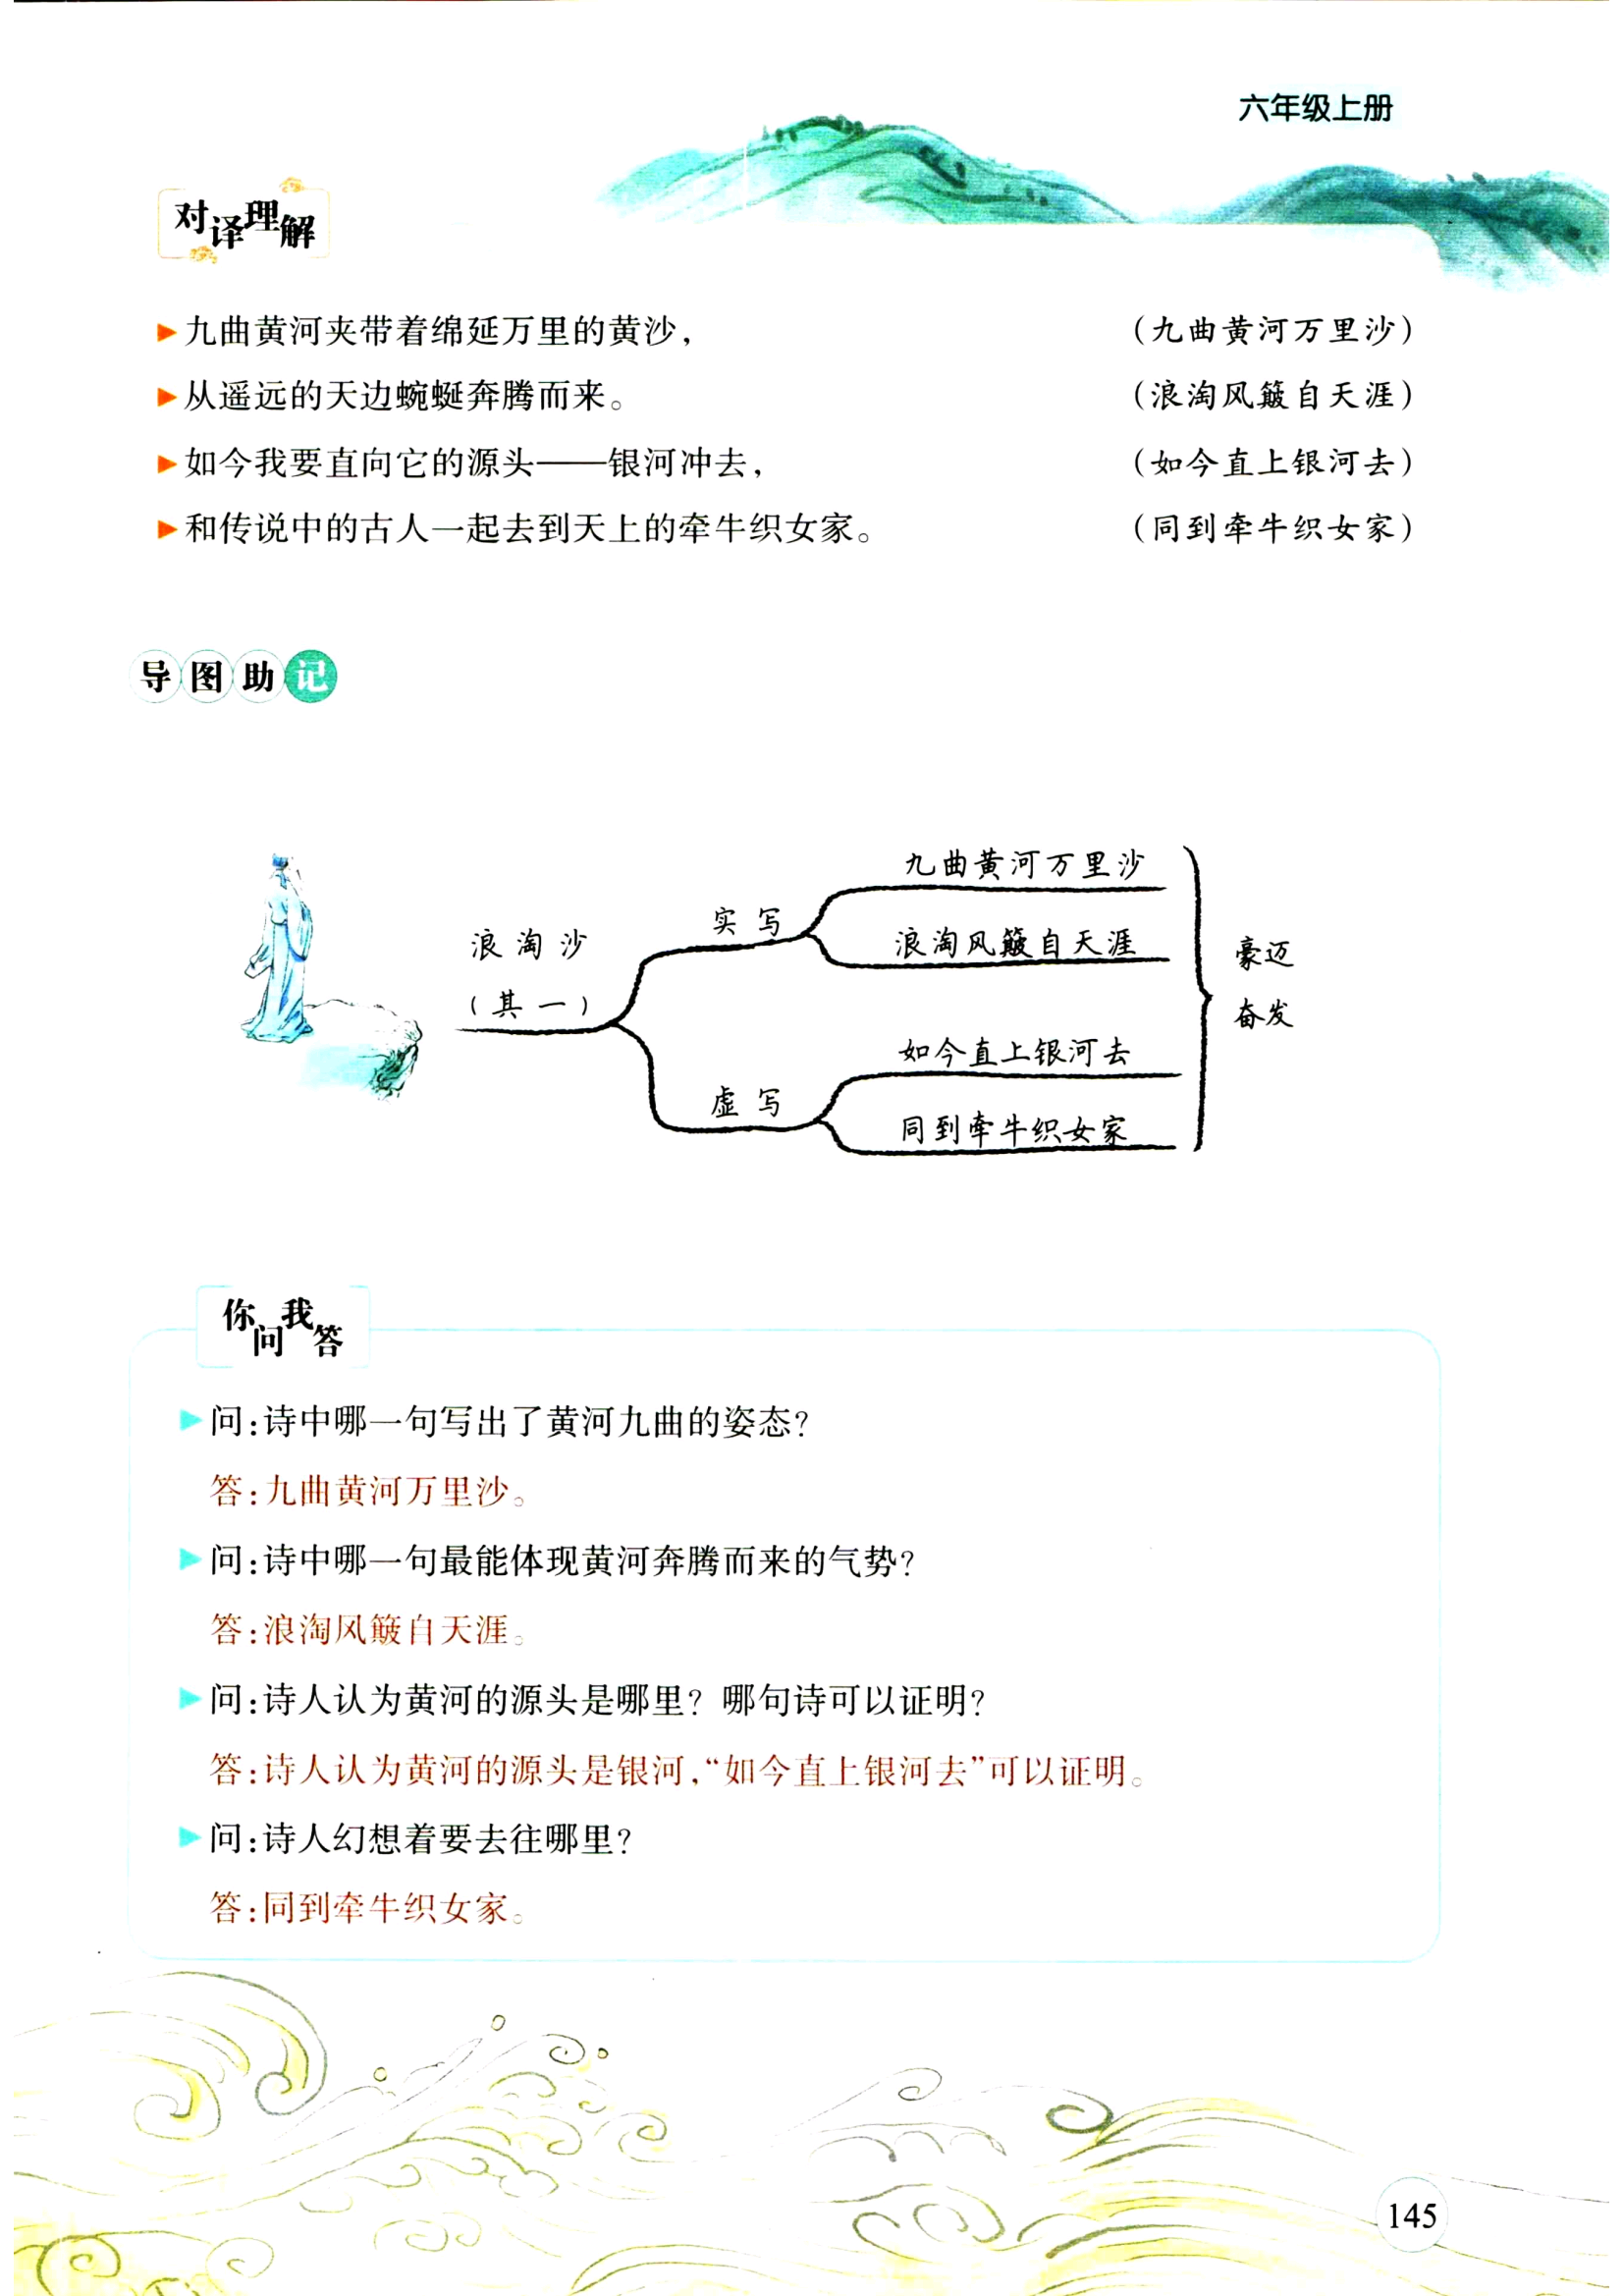 六年级上册
对译理解
九曲黄河夹带着绵延万里的黄沙，
（九曲黄河万里沙）
从遥远的天边蜿蜒奔腾而来。
（浪淘风簸自天涯）
如今我要直向它的源头——银河冲去，
（如今直上银河去）
和传说中的古人一起去到天上的牵牛织女家。
（同到牵牛织女家）
导图助记
浪淘沙
（其一）
实写
九曲黄河万里沙
浪淘风簸自天涯
虚写
如今直上银河去
同到牵牛织女家
豪迈
奋发
你问我答
问：诗中哪一句写出了黄河九曲的姿态？
答：九曲黄河万里沙。
问：诗中哪一句最能体现黄河奔腾而来的气势？
答：浪淘风簸自天涯。
问：诗人认为黄河的源头是哪里？哪句诗可以证明？
答：诗人认为黄河的源头是银河，“如今直上银河去”可以证明。
问：诗人幻想着要去往哪里？
答：同到牵牛织女家。
145